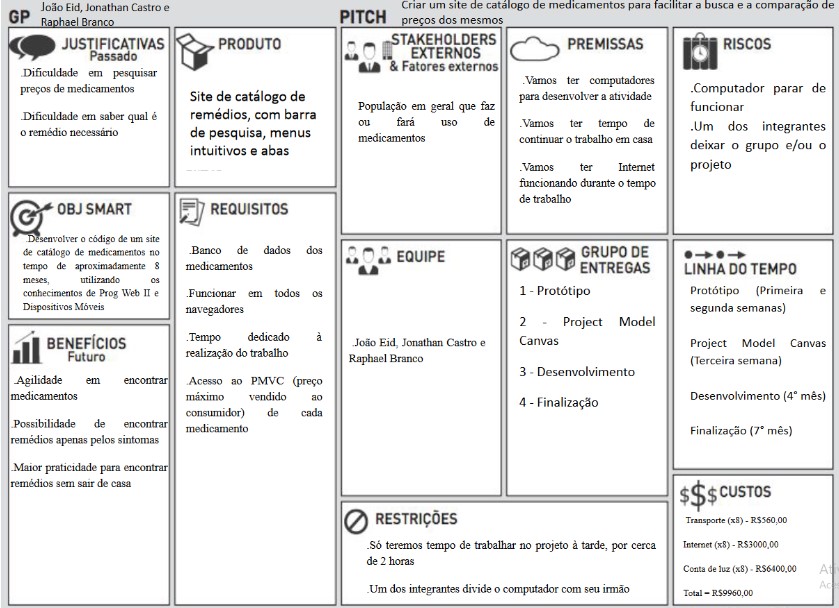 GP
João Eid, Jonathan Castro e
Raphael Branco
PITCH
Criar um site de catálogo de medicamentos para facilitar a busca e a comparação de
preços dos mesmos
JUSTIFICATIVAS
Passado
.Dificuldade em pesquisar
preços de medicamentos
.Dificuldade em saber qual é
o remédio necessário
PRODUTO
Site de catálogo de
remédios, com barra
de pesquisa, menus
intuitivos e abas
STAKEHOLDERS
EXTERNOS
& Fatores externos
População em geral que faz
ou fará uso de
medicamentos
PREMISSAS
.Vamos ter computadores
para desenvolver a atividade
.Vamos ter tempo de
continuar o trabalho em casa
.Vamos ter Internet
funcionando durante o tempo
de trabalho
RISCOS
.Computador parar de
funcionar
.Um dos integrantes
deixar o grupo e/ou o
projeto
OBJ SMART
.Desenvolver o código de um site
de catálogo de medicamentos no
tempo de aproximadamente 8
meses, utilizando os
conhecimentos de Prog Web II e
Dispositivos Móveis
REQUISITOS
.Banco de dados dos
medicamentos
.Funcionar em todos os
navegadores
.Tempo dedicado à
realização do trabalho
.Acesso ao PMVC (preço
máximo vendido ao
consumidor) de cada
medicamento
EQUIPE
.João Eid, Jonathan Castro e
Raphael Branco
GRUPO DE
ENTREGAS
1 - Protótipo
2 - Project Model
Canvas
3 - Desenvolvimento
4 - Finalização
LINHA DO TEMPO
Protótipo (Primeira e
segunda semanas)
Project Model Canvas
(Terceira semana)
Desenvolvimento (4° mês)
Finalização (7° mês)
BENEFÍCIOS
Futuro
.Agilidade em encontrar
medicamentos
.Possibilidade de encontrar
remédios apenas pelos sintomas
.Maior praticidade para encontrar
remédios sem sair de casa
RESTRIÇÕES
.Só teremos tempo de trabalhar no projeto à tarde, por cerca
de 2 horas
.Um dos integrantes divide o computador com seu irmão
$$$ CUSTOS
Transporte (x8) - R$560,00
Internet (x8) - R$3000,00
Conta de luz (x8) - R$6400,00
Total = R$9960,00